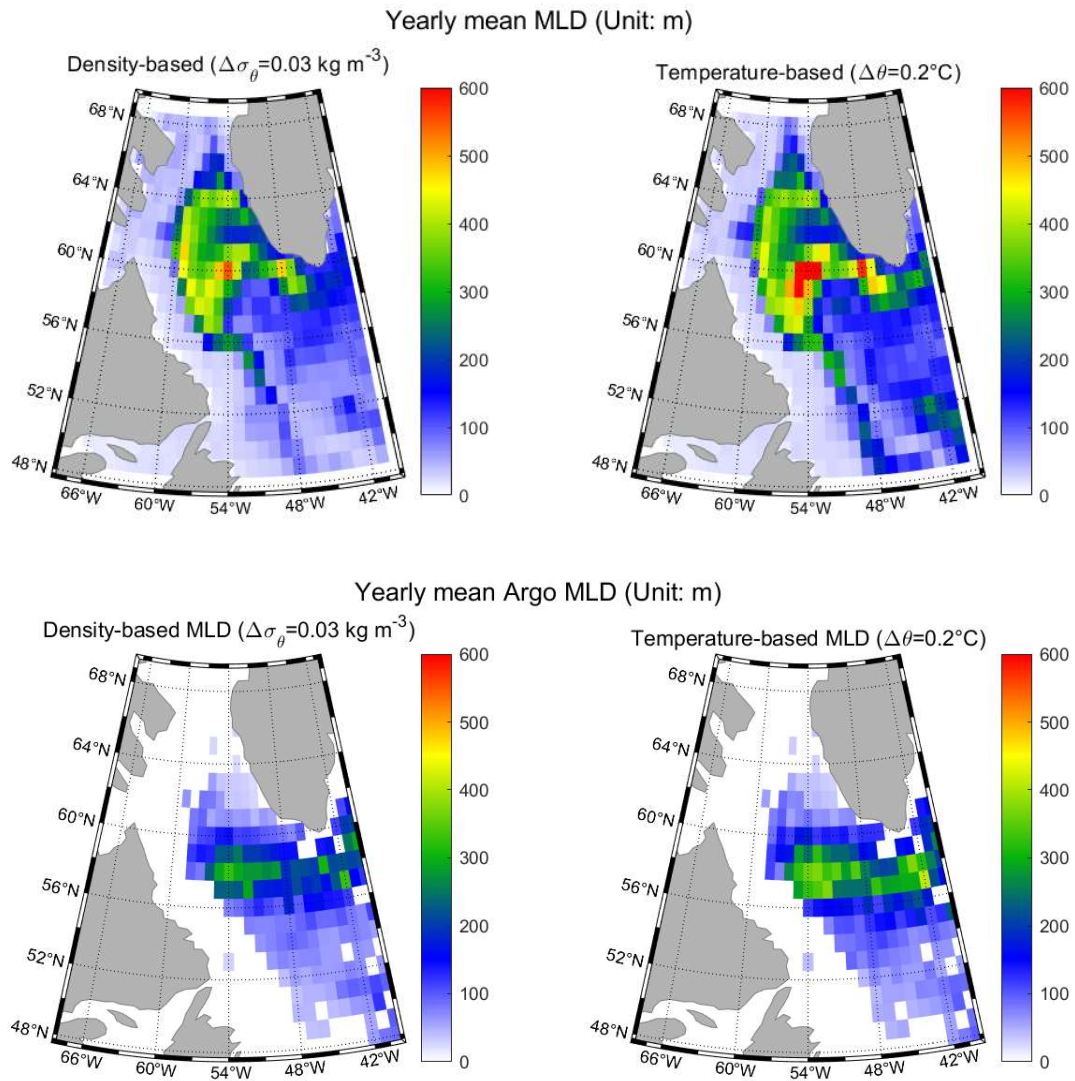 Yearly mean MLD (Unit: m)
Density-based (Δσθ=0.03 kg m-3)
Temperature-based (Δθ=0.2°C)
68°N
64°N
60°N
56°N
52°N
48°N
66°W
60°W
54°W
48°W
42°W
600
500
400
300
200
100
0
68°N
64°N
60°N
56°N
52°N
48°N
66°W
60°W
54°W
48°W
42°W
600
500
400
300
200
100
0
Yearly mean Argo MLD (Unit: m)
Density-based MLD (Δσθ=0.03 kg m-3)
Temperature-based MLD (Δθ=0.2°C)
68°N
64°N
60°N
56°N
52°N
48°N
66°W
60°W
54°W
48°W
42°W
600
500
400
300
200
100
0
68°N
64°N
60°N
56°N
52°N
48°N
66°W
60°W
54°W
48°W
42°W
600
500
400
300
200
100
0